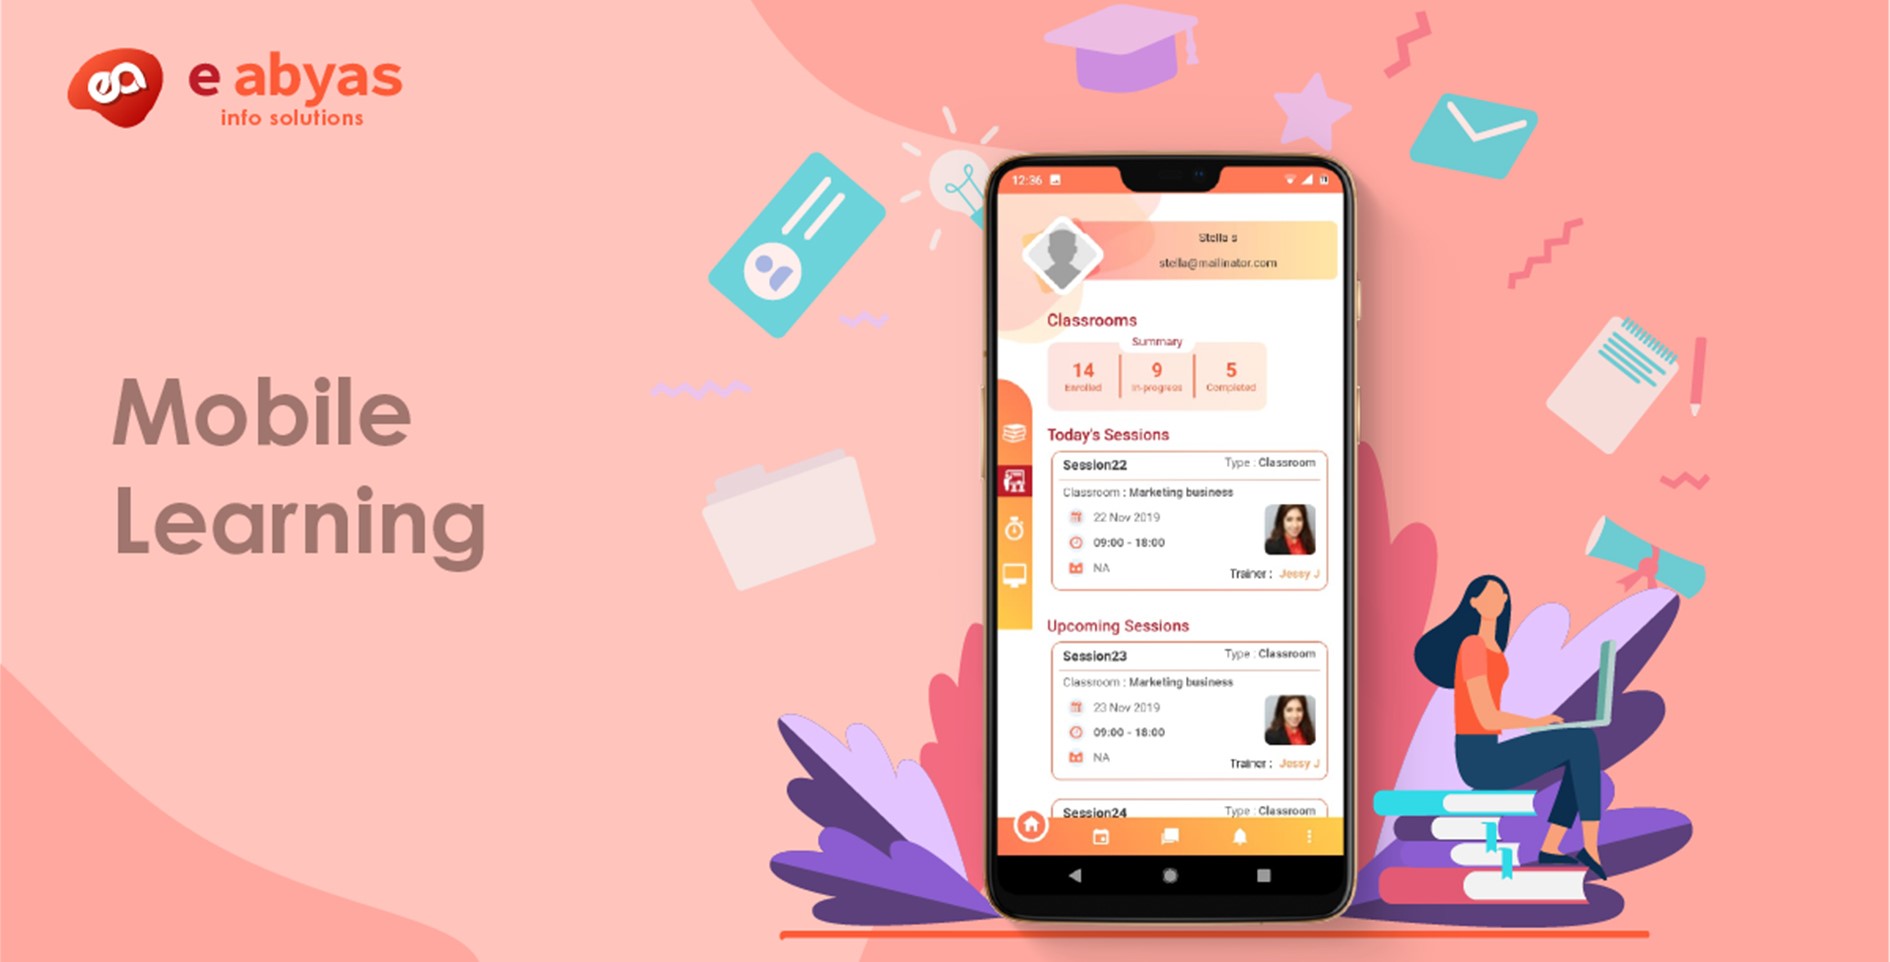 e abyas
info solutions
Mobile
Learning
12:36
Stella s
stella@mailinator.com
Classrooms
Summary
14 9 5
Enrolled In-progress Completed
Today's Sessions
Session22 Type : Classroom
Classroom : Marketing business
22 Nov 2019
09:00 - 18:00
NA
Trainer : Jessy J
Upcoming Sessions
Session23 Type : Classroom
Classroom : Marketing business
23 Nov 2019
09:00 - 18:00
NA
Trainer : Jessy J
Session24 Type : Classroom